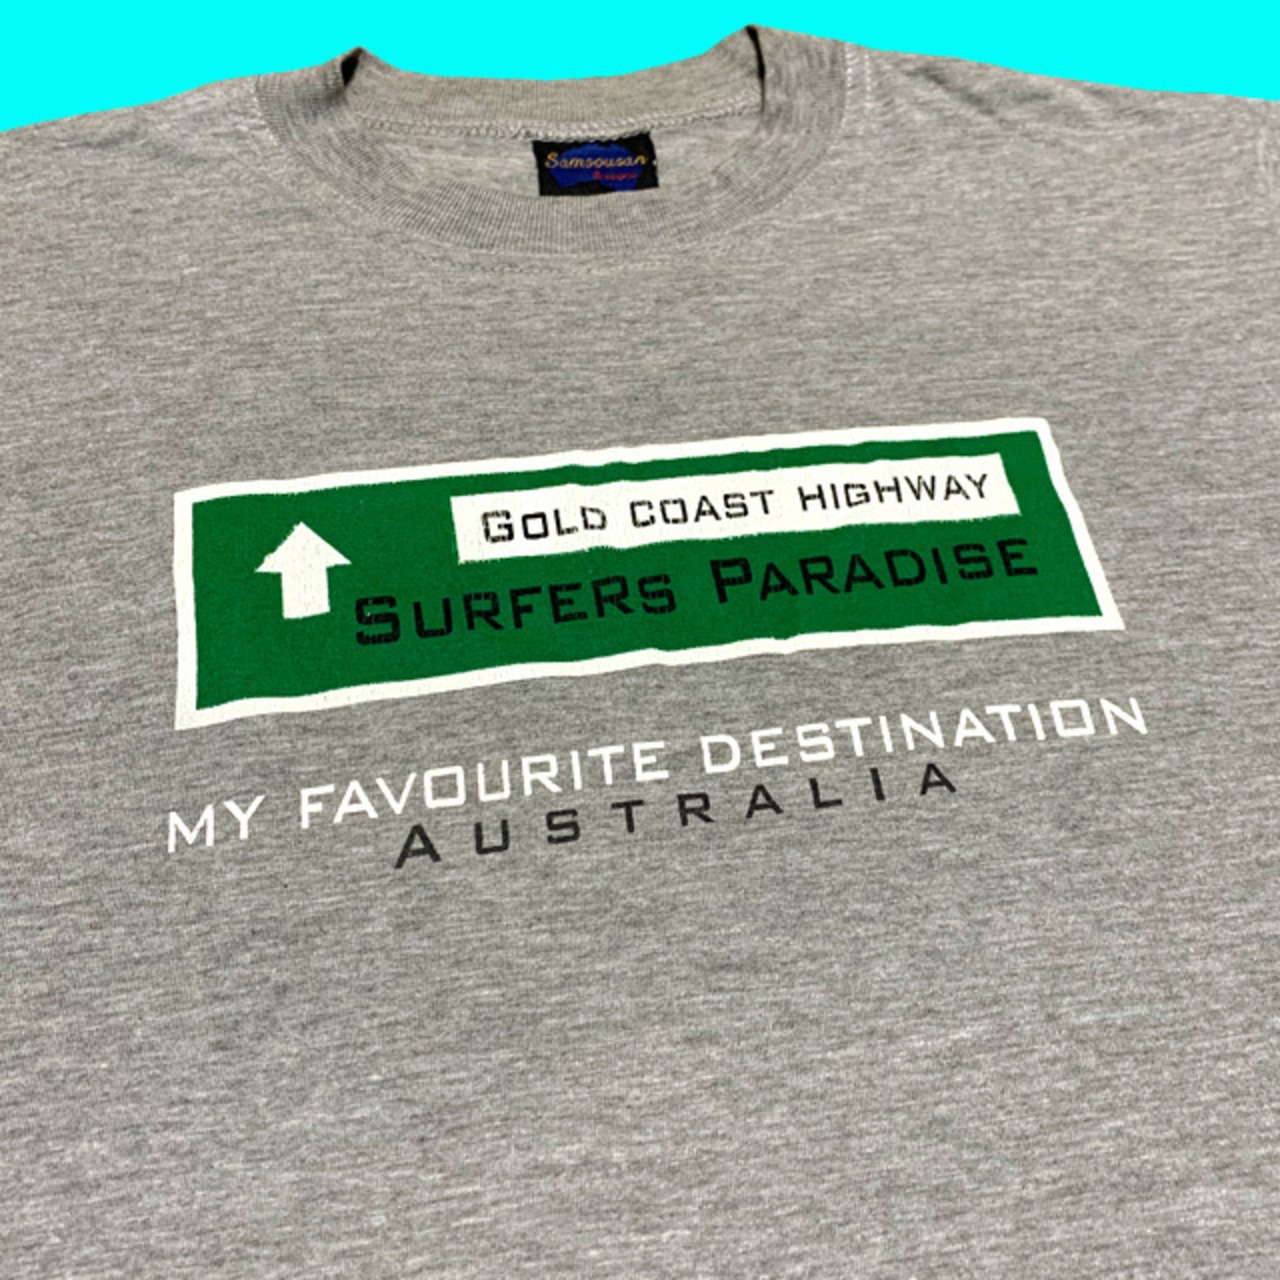 Samsousan
GOLD COAST HIGHWAY
SURFERS PARADISE
MY FAVOURITE DESTINATION
AUSTRALIA